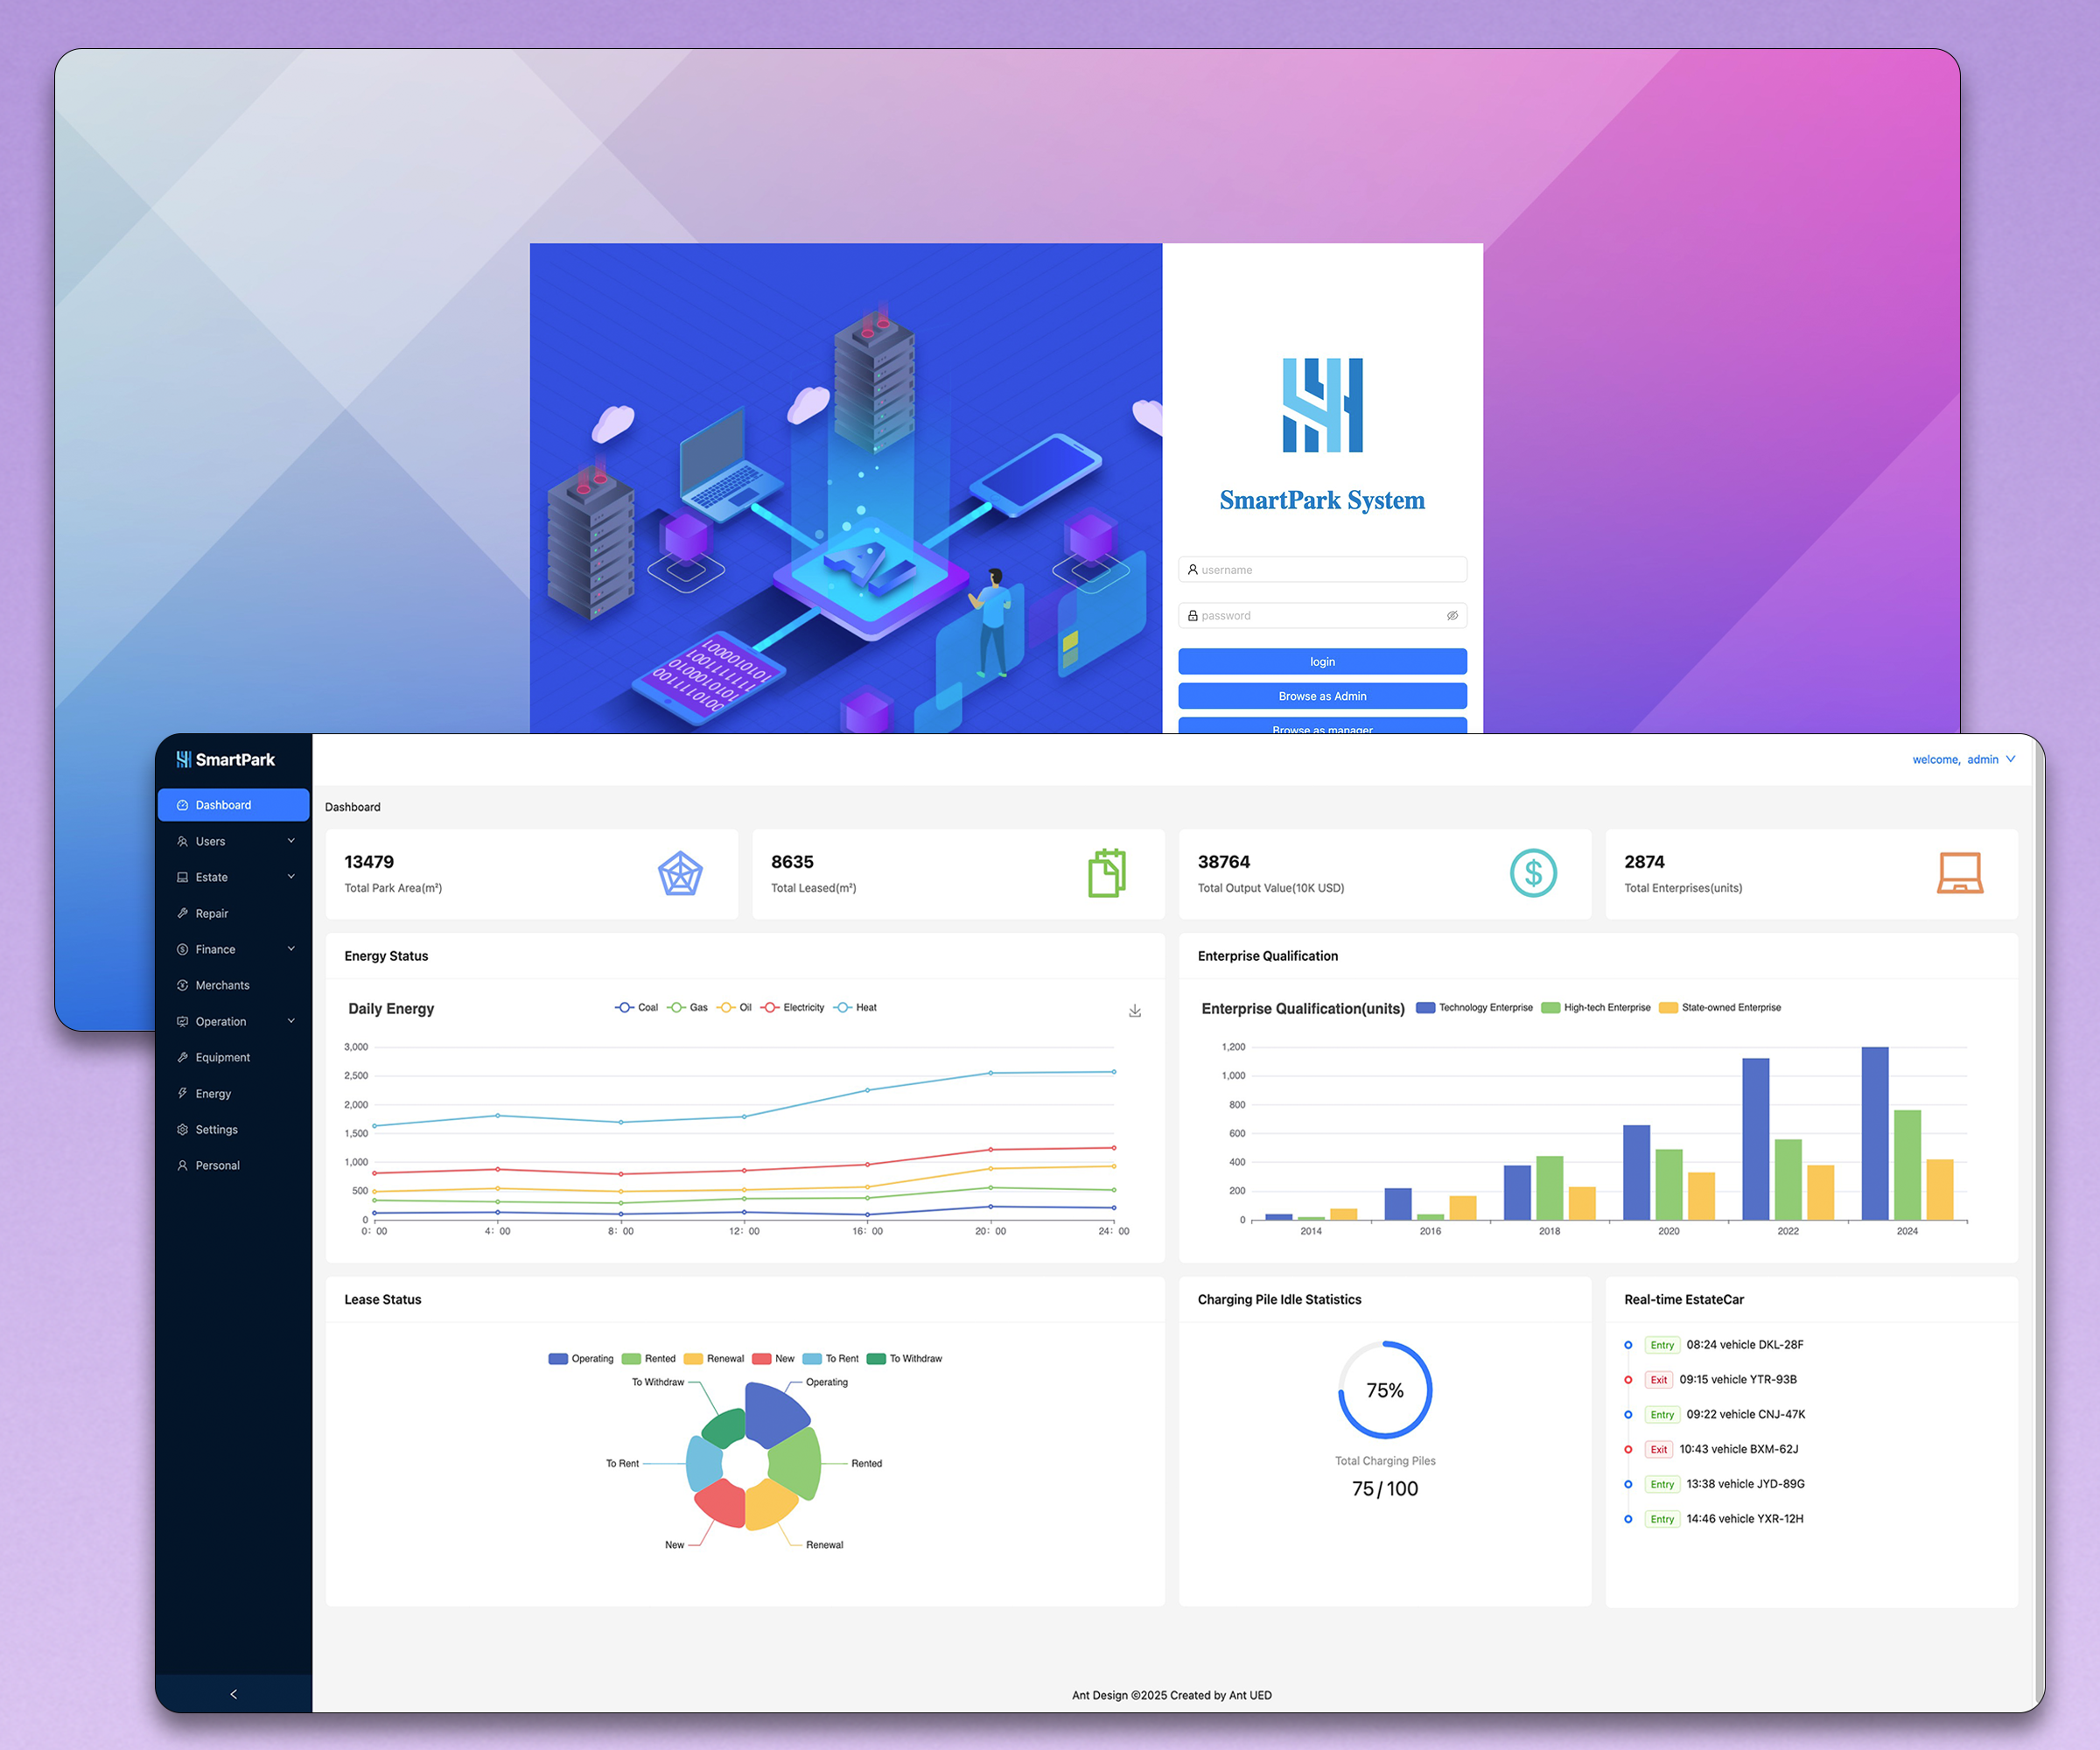 SmartPark System
username
password
login
Browse as Admin
Browse as manager
SmartPark
welcome, admin
Dashboard
Users
Estate
Repair
Finance
Merchants
Operation
Equipment
Energy
Settings
Personal
Dashboard
13479
Total Park Area(m²)
8635
Total Leased(m²)
38764
Total Output Value(10K USD)
2874
Total Enterprises(units)
Energy Status
Daily Energy
Coal Gas Oil Electricity Heat
3,000
2,500
2,000
1,500
1,000
500
0
0: 00 4: 00 8: 00 12: 00 16: 00 20: 00 24: 00
Enterprise Qualification
Enterprise Qualification(units)
Technology Enterprise High-tech Enterprise State-owned Enterprise
1,200
1,000
800
600
400
200
0
2014 2016 2018 2020 2022 2024
Lease Status
Operating Rented Renewal New To Rent To Withdraw
To Withdraw Operating
To Rent Rented
New Renewal
Charging Pile Idle Statistics
75%
Total Charging Piles
75 / 100
Real-time EstateCar
Entry 08:24 vehicle DKL-28F
Exit 09:15 vehicle YTR-93B
Entry 09:22 vehicle CNJ-47K
Exit 10:43 vehicle BXM-62J
Entry 13:38 vehicle JYD-89G
Entry 14:46 vehicle YXR-12H
Ant Design ©2025 Created by Ant UED